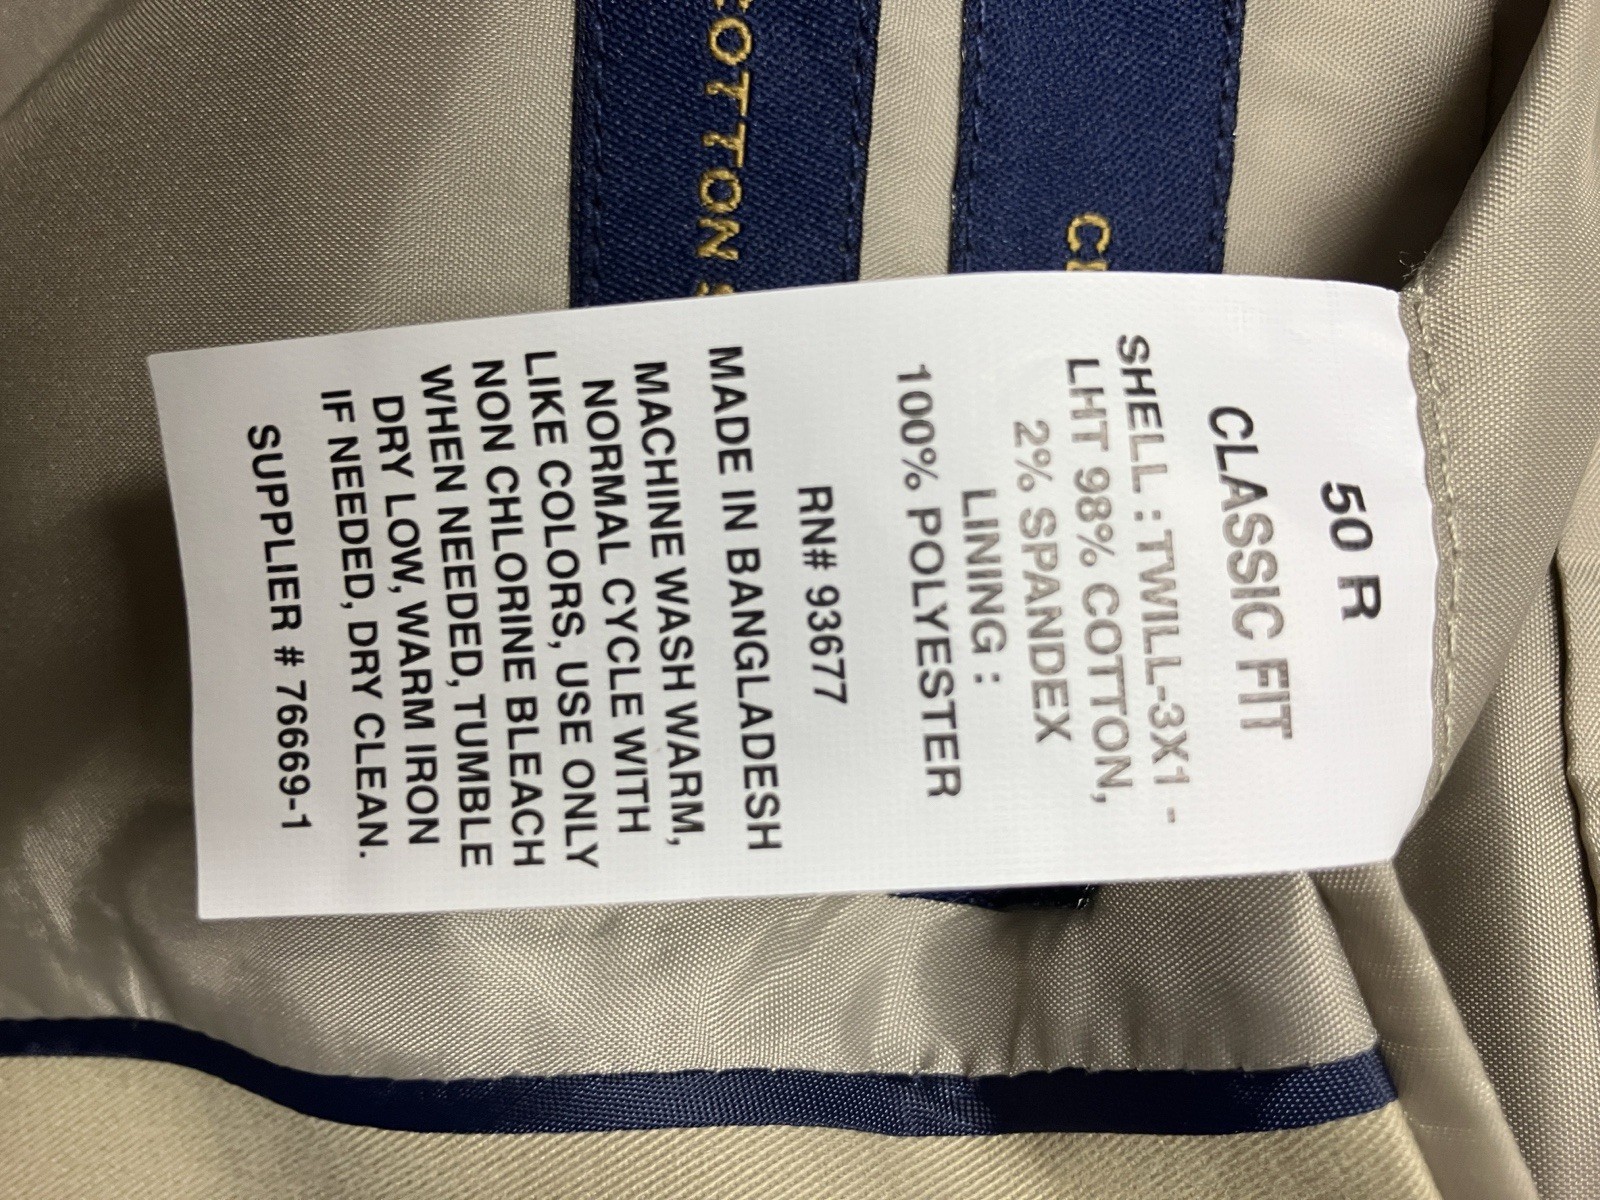 50 R
CLASSIC FIT
SHELL : TWILL-3X1 -
LHT 98% COTTON,
2% SPANDEX
LINING :
100% POLYESTER
RN# 93677
MADE IN BANGLADESH
MACHINE WASH WARM,
NORMAL CYCLE WITH
LIKE COLORS, USE ONLY
NON CHLORINE BLEACH
WHEN NEEDED, TUMBLE
DRY LOW, WARM IRON
IF NEEDED, DRY CLEAN.
SUPPLIER # 76669-1
COTTON